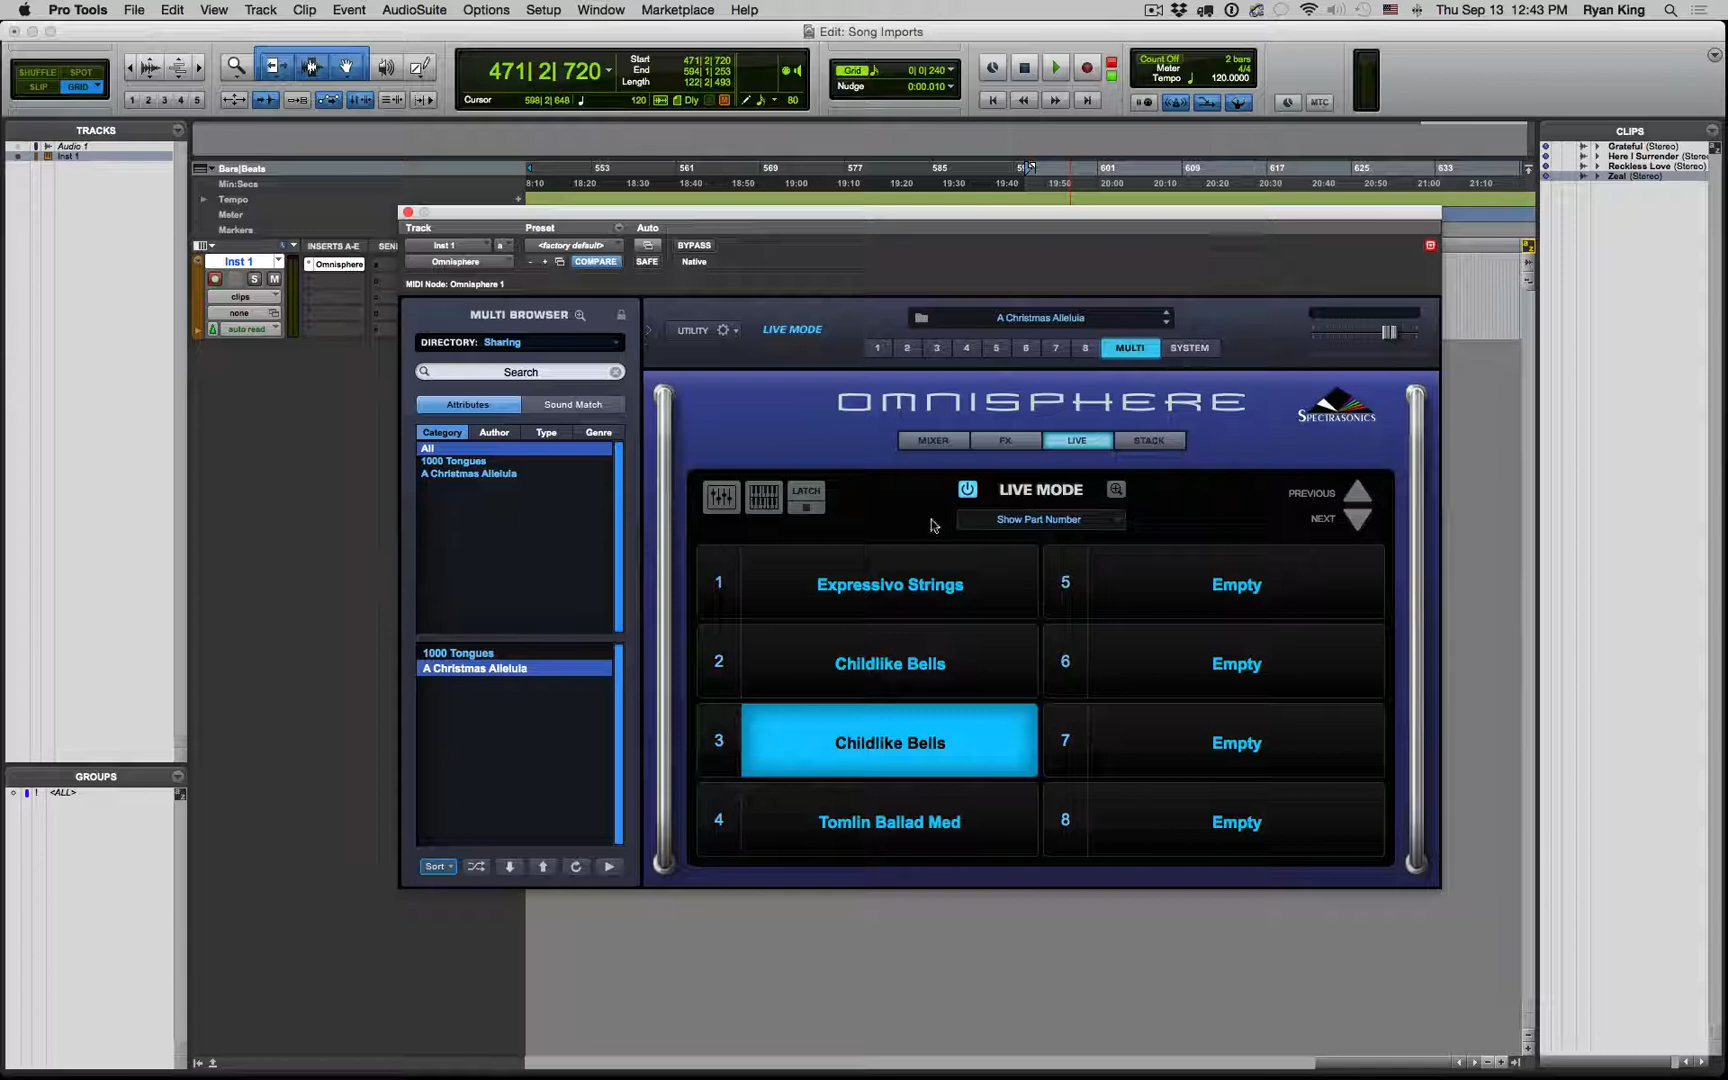 Pro Tools File Edit View Track Clip Event AudioSuite Options Setup Window Marketplace Help Thu Sep 13 12:43 PM Ryan King
Edit: Song Imports
SHUFFLE SPOT
SLIP GRID
1 2 3 4 5
471| 2| 720
Start 471| 2| 720
End 594| 1| 253
Length 122| 2| 493
Cursor 598| 2| 648 120 Dly 80
Grid 0| 0| 240
Nudge 0:00.010
Count Off 2 bars
Meter 4/4
Tempo 120.0000
MTC
TRACKS
Audio 1
Inst 1
CLIPS
Grateful (Stereo)
Here I Surrender (Stereo
Reckless Love (Stereo)
Zeal (Stereo)
Bars|Beats 553 561 569 577 585 601 609 617 625 633
Min:Secs 18:10 18:20 18:30 18:40 18:50 19:00 19:10 19:20 19:30 19:40 19:50 20:00 20:10 20:20 20:30 20:40 20:50 21:00 21:10
Tempo
Meter
Markers
INSERTS A-E SEN
Inst 1
Omnisphere
S M
clips
none
auto read
Track Preset Auto
Inst 1 a <factory default> BYPASS
Omnisphere - + COMPARE SAFE Native
MIDI Node: Omnisphere 1
MULTI BROWSER
DIRECTORY: Sharing
Search
Attributes Sound Match
Category Author Type Genre
All
1000 Tongues
A Christmas Alleluia
1000 Tongues
A Christmas Alleluia
Sort
UTILITY LIVE MODE A Christmas Alleluia
1 2 3 4 5 6 7 8 MULTI SYSTEM
OMNISPHERE
SPECTRASONICS
MIXER FX LIVE STACK
LATCH
LIVE MODE
Show Part Number
PREVIOUS
NEXT
1 Expressivo Strings
2 Childlike Bells
3 Childlike Bells
4 Tomlin Ballad Med
5 Empty
6 Empty
7 Empty
8 Empty
GROUPS
! <ALL>